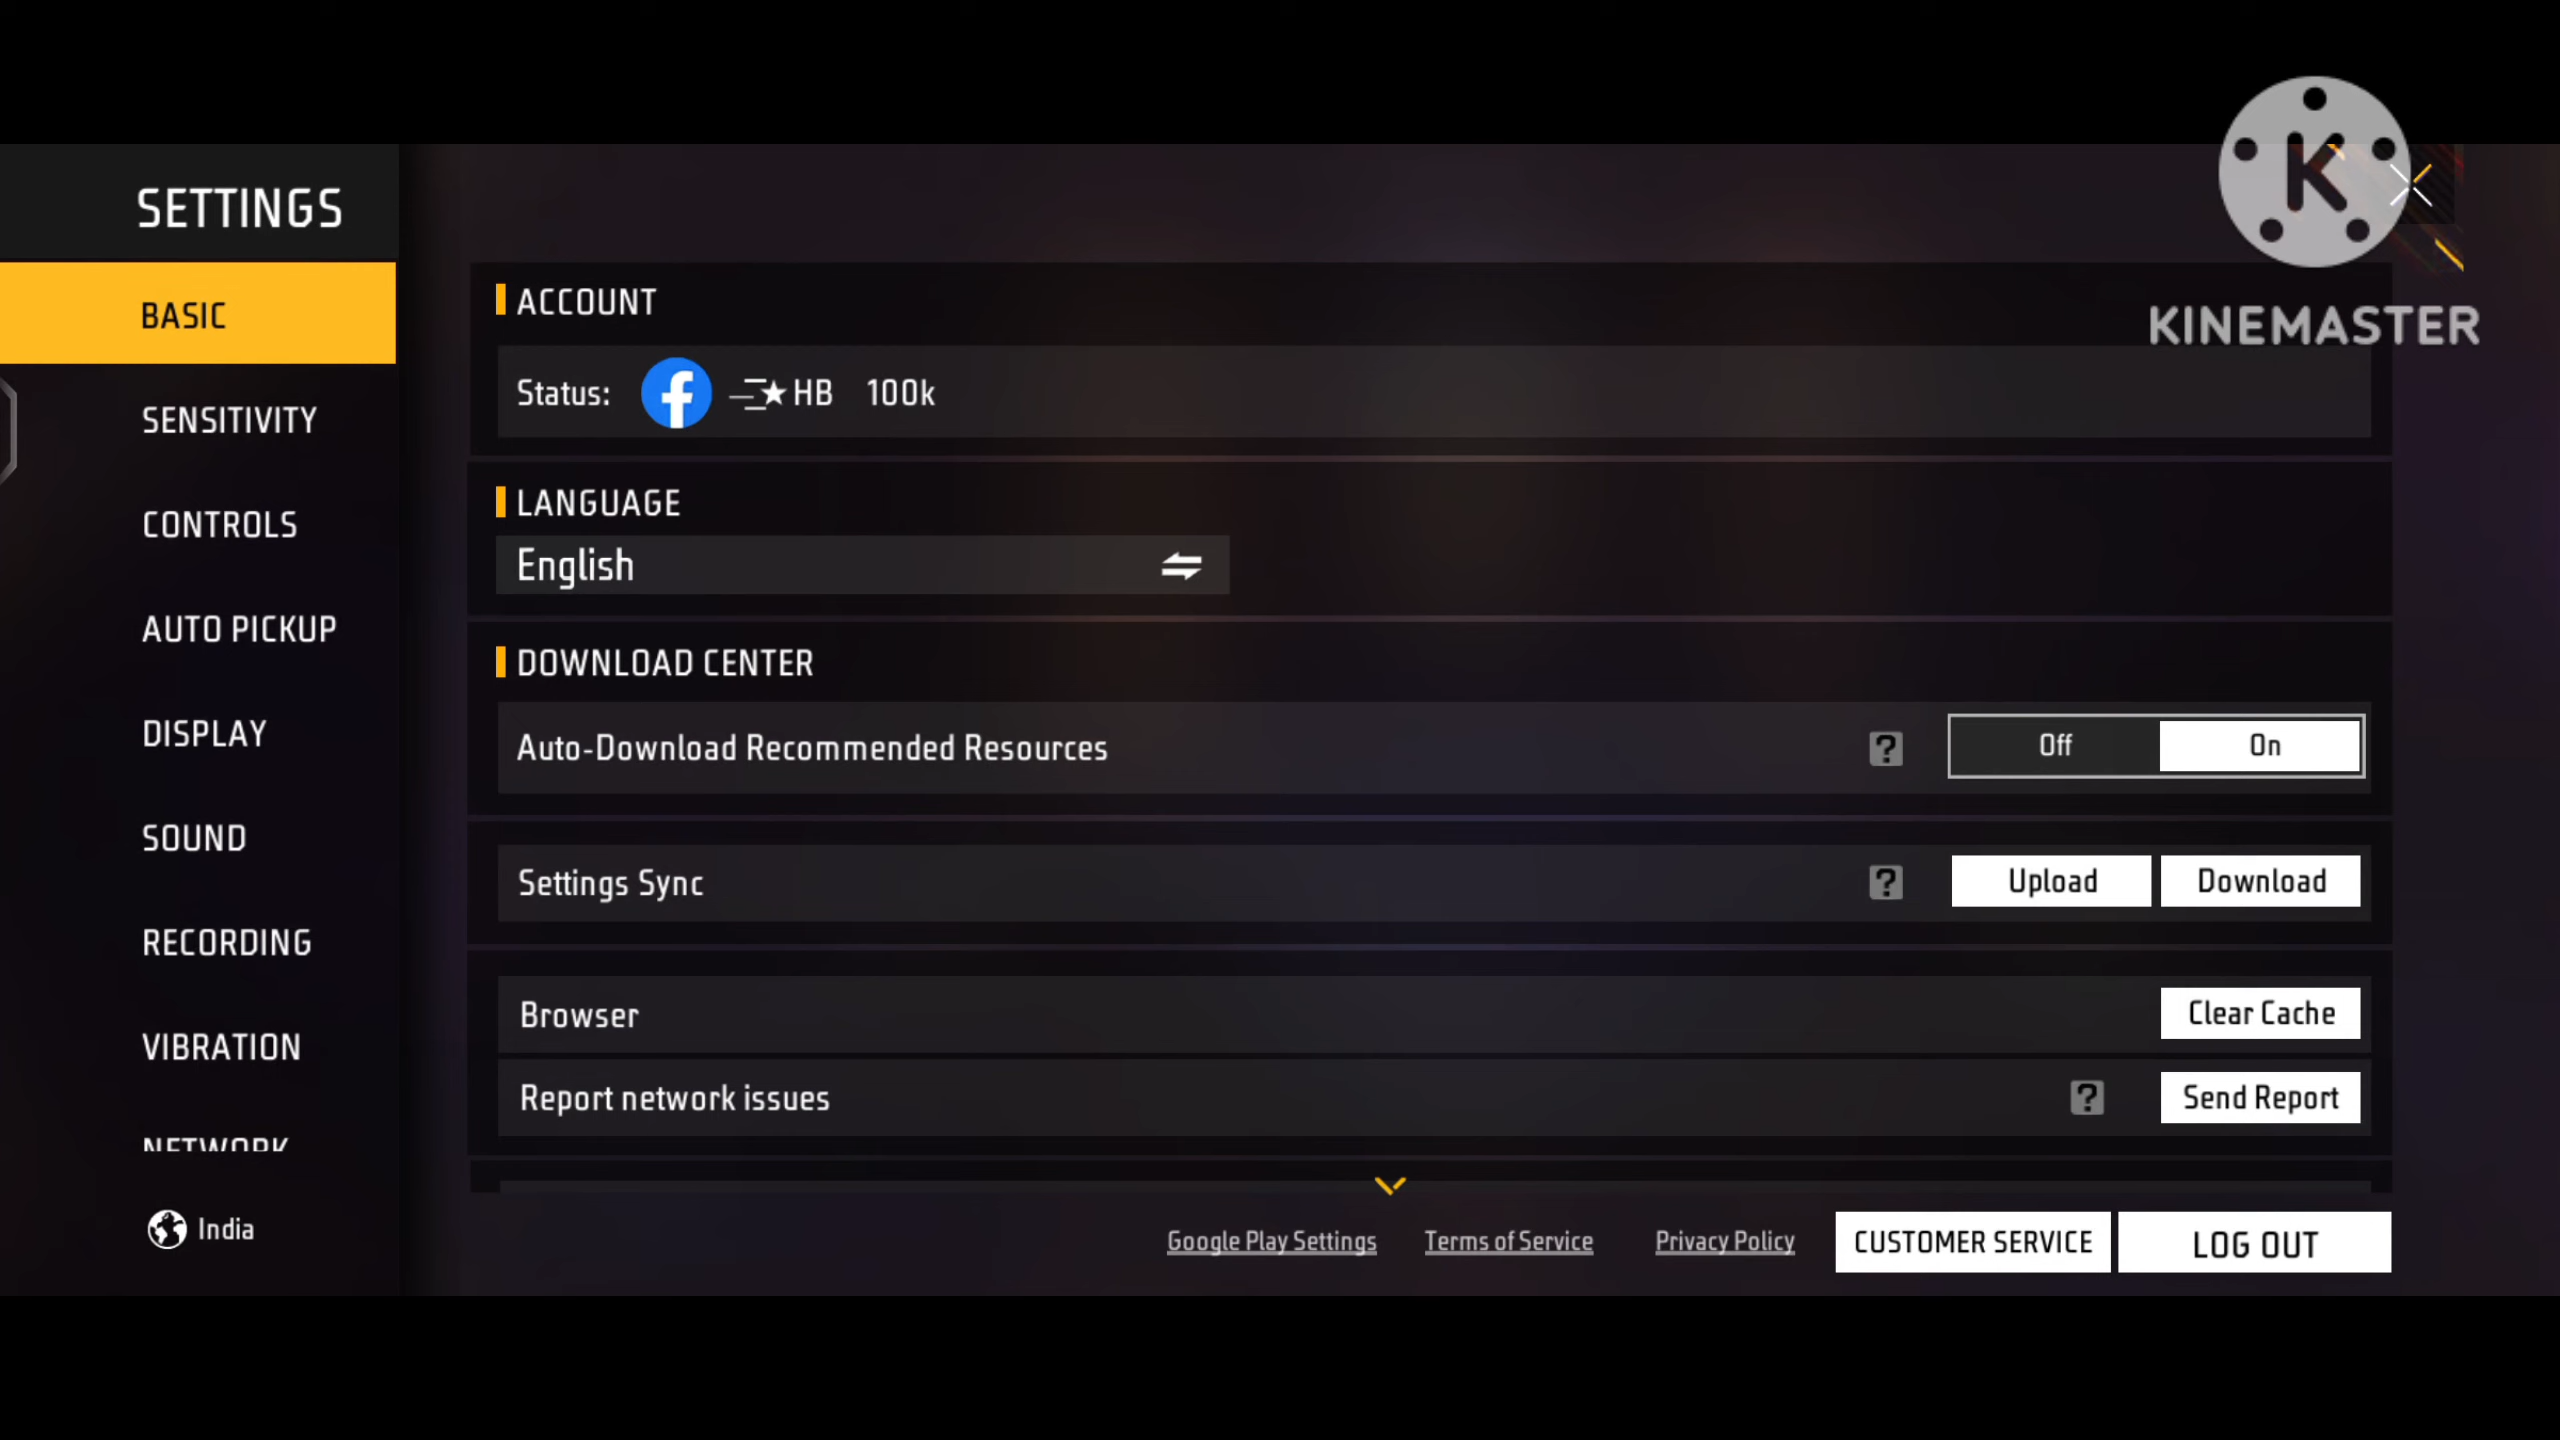 SETTINGS
K
KINEMASTER
BASIC
SENSITIVITY
CONTROLS
AUTO PICKUP
DISPLAY
SOUND
RECORDING
VIBRATION
NETWORK
India
ACCOUNT
Status: f ★ HB 100k
LANGUAGE
English
DOWNLOAD CENTER
Auto-Download Recommended Resources ? Off On
Settings Sync ? Upload Download
Browser Clear Cache
Report network issues ? Send Report
Google Play Settings Terms of Service Privacy Policy CUSTOMER SERVICE LOG OUT